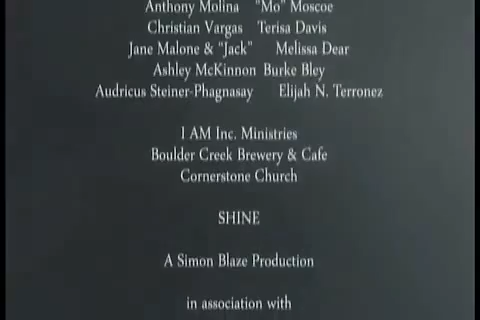 Anthony Molina "Mo" Moscoe
Christian Vargas Terisa Davis
Jane Malone & "Jack" Melissa Dear
Ashley McKinnon Burke Bley
Audricus Steiner-Phagnasay Elijah N. Terronez
I AM Inc. Ministries
Boulder Creek Brewery & Cafe
Cornerstone Church
SHINE
A Simon Blaze Production
in association with